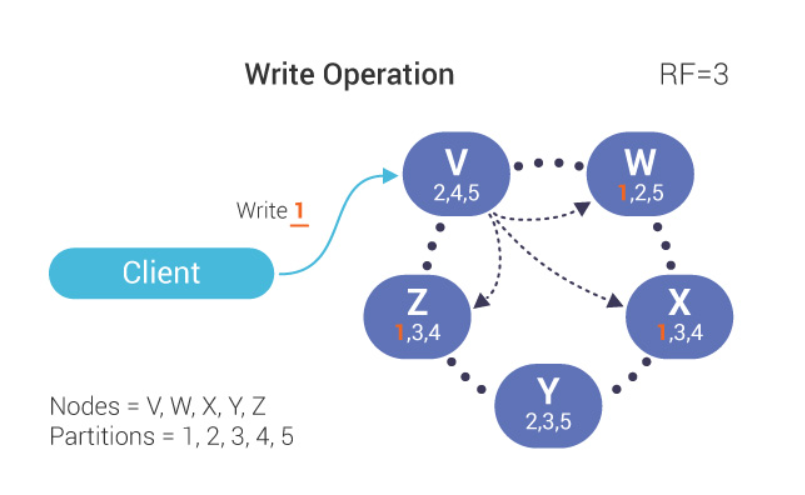 Write Operation
RF=3
V
2,4,5
W
1,2,5
Write 1
Client
Z
1,3,4
X
1,3,4
Y
2,3,5
Nodes = V, W, X, Y, Z
Partitions = 1, 2, 3, 4, 5